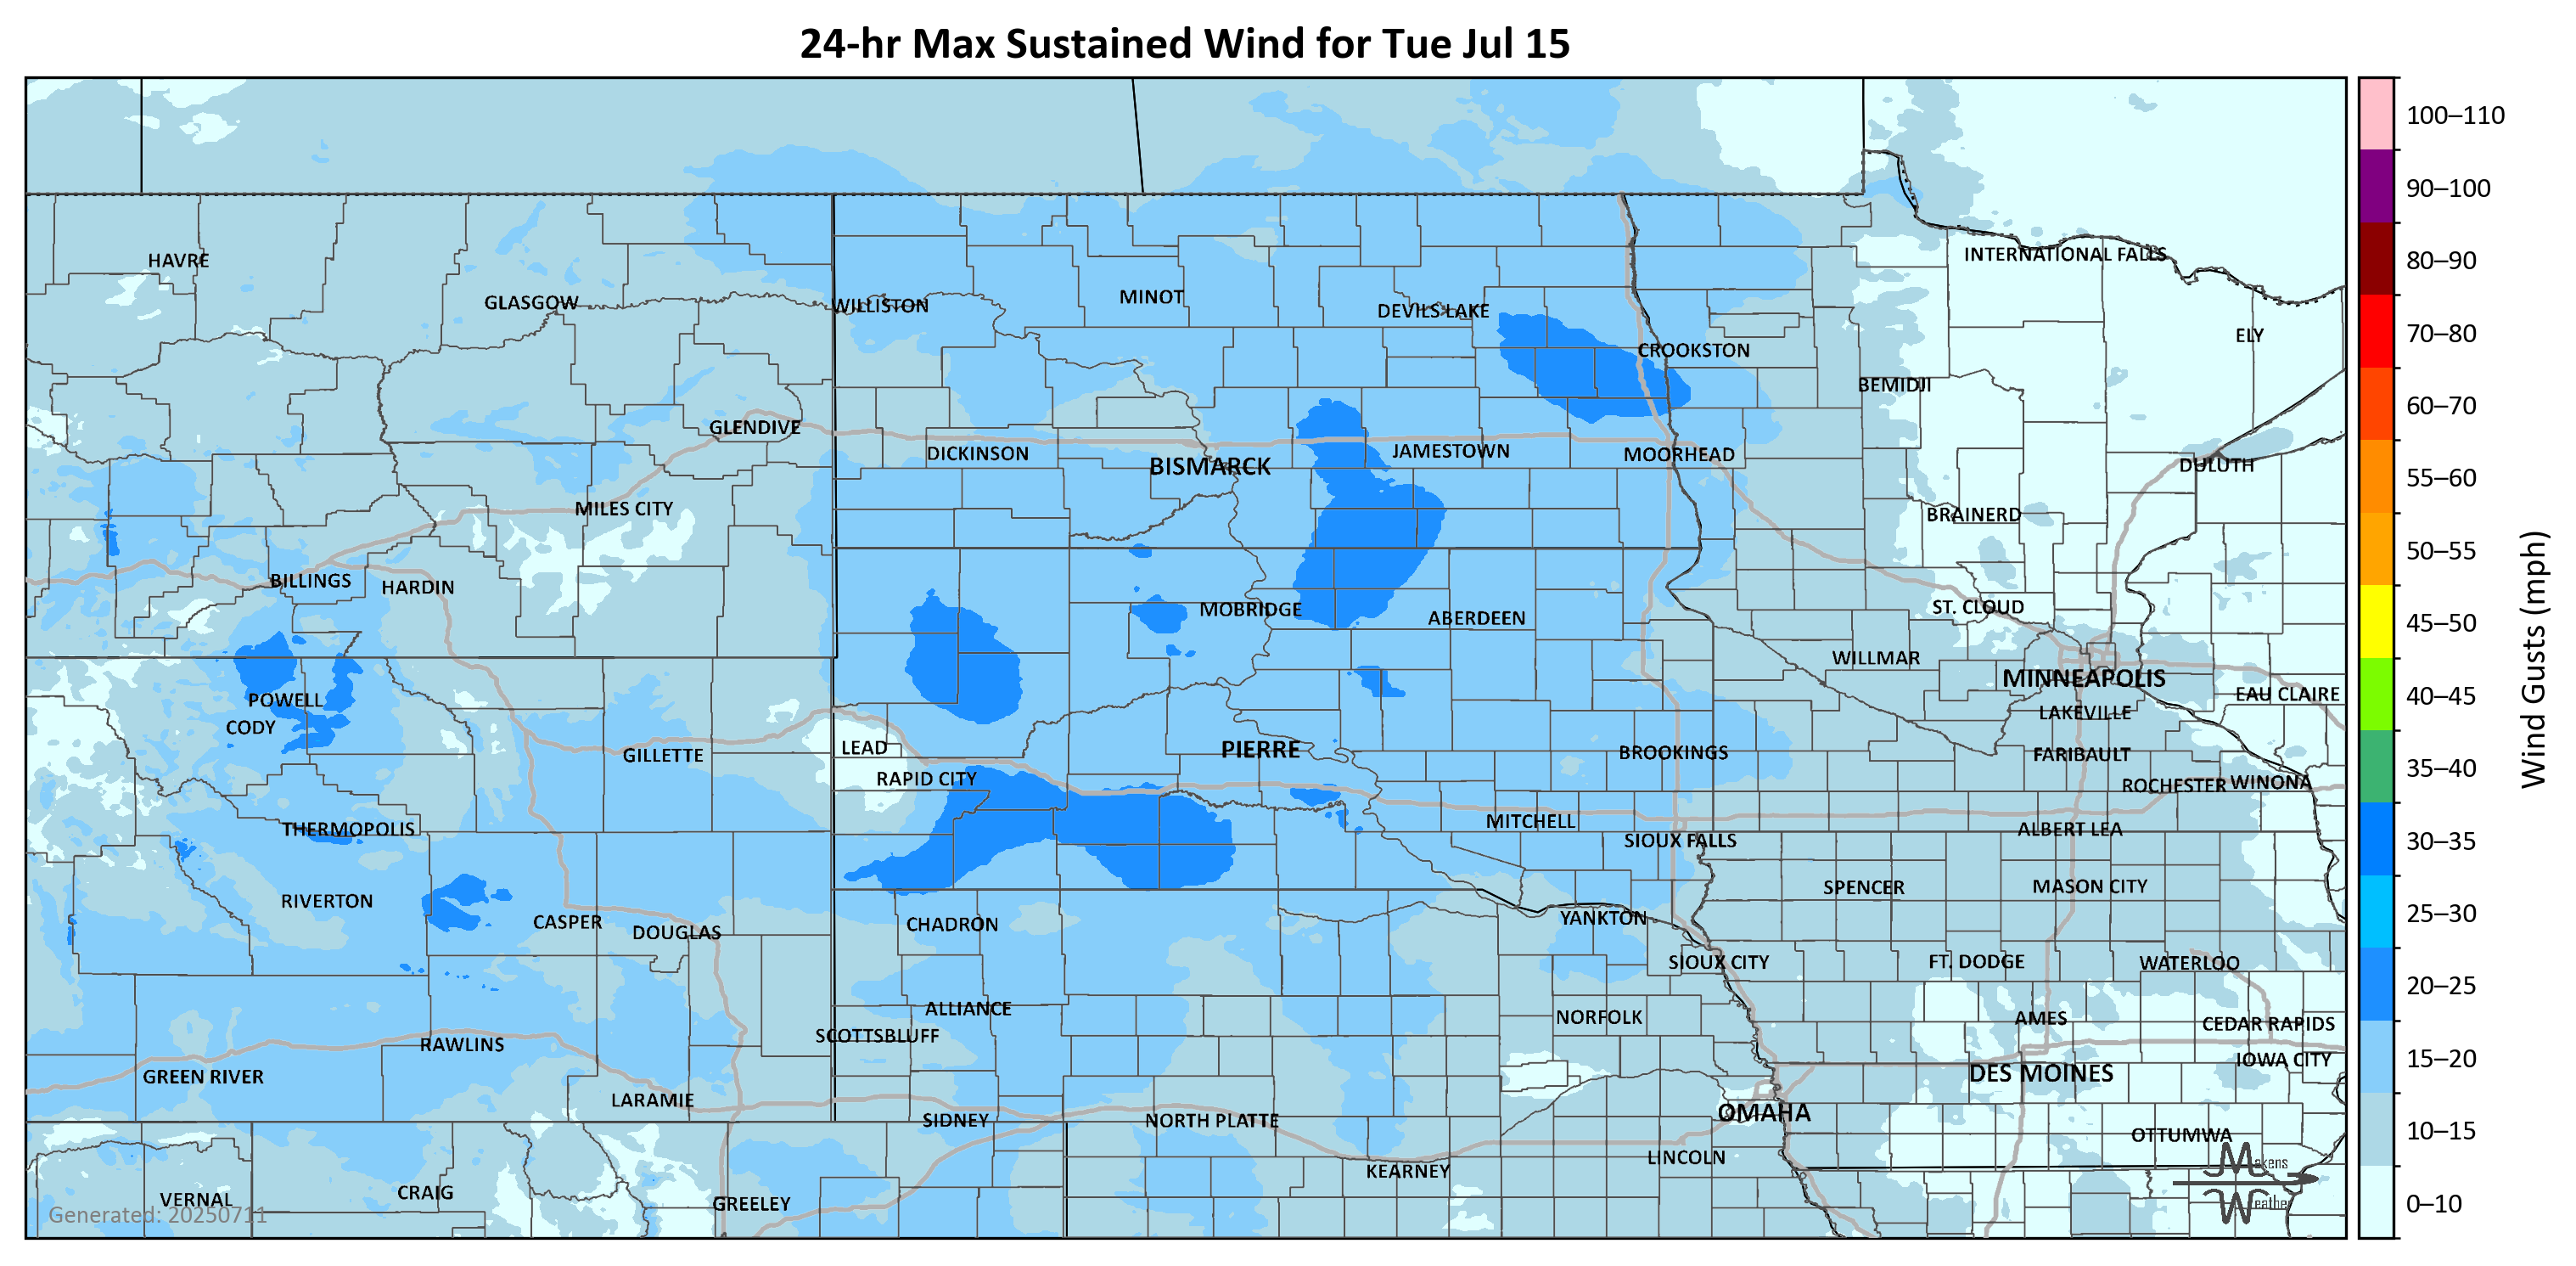 24-hr Max Sustained Wind for Tue Jul 15
100–110
90–100
80–90
70–80
60–70
55–60
50–55
45–50
40–45
35–40
30–35
25–30
20–25
15–20
10–15
0–10
Wind Gusts (mph)
INTERNATIONAL FALLS
HAVRE
GLASGOW
WILLISTON
MINOT
DEVILS LAKE
ELY
CROOKSTON
BEMIDJI
GLENDIVE
DICKINSON
BISMARCK
JAMESTOWN
MOORHEAD
DULUTH
MILES CITY
BRAINERD
BILLINGS
HARDIN
MOBRIDGE
ABERDEEN
ST. CLOUD
WILLMAR
MINNEAPOLIS
EAU CLAIRE
POWELL
CODY
LAKEVILLE
GILLETTE
LEAD
PIERRE
BROOKINGS
FARIBAULT
RAPID CITY
ROCHESTER
WINONA
THERMOPOLIS
MITCHELL
SIOUX FALLS
ALBERT LEA
RIVERTON
SPENCER
MASON CITY
CASPER
DOUGLAS
CHADRON
YANKTON
SIOUX CITY
FT. DODGE
WATERLOO
ALLIANCE
NORFOLK
AMES
CEDAR RAPIDS
SCOTTSBLUFF
RAWLINS
IOWA CITY
GREEN RIVER
DES MOINES
LARAMIE
SIDNEY
NORTH PLATTE
OMAHA
OTTUMWA
LINCOLN
KEARNEY
VERNAL
CRAIG
GREELEY
Generated: 20250711
Makens
Weather